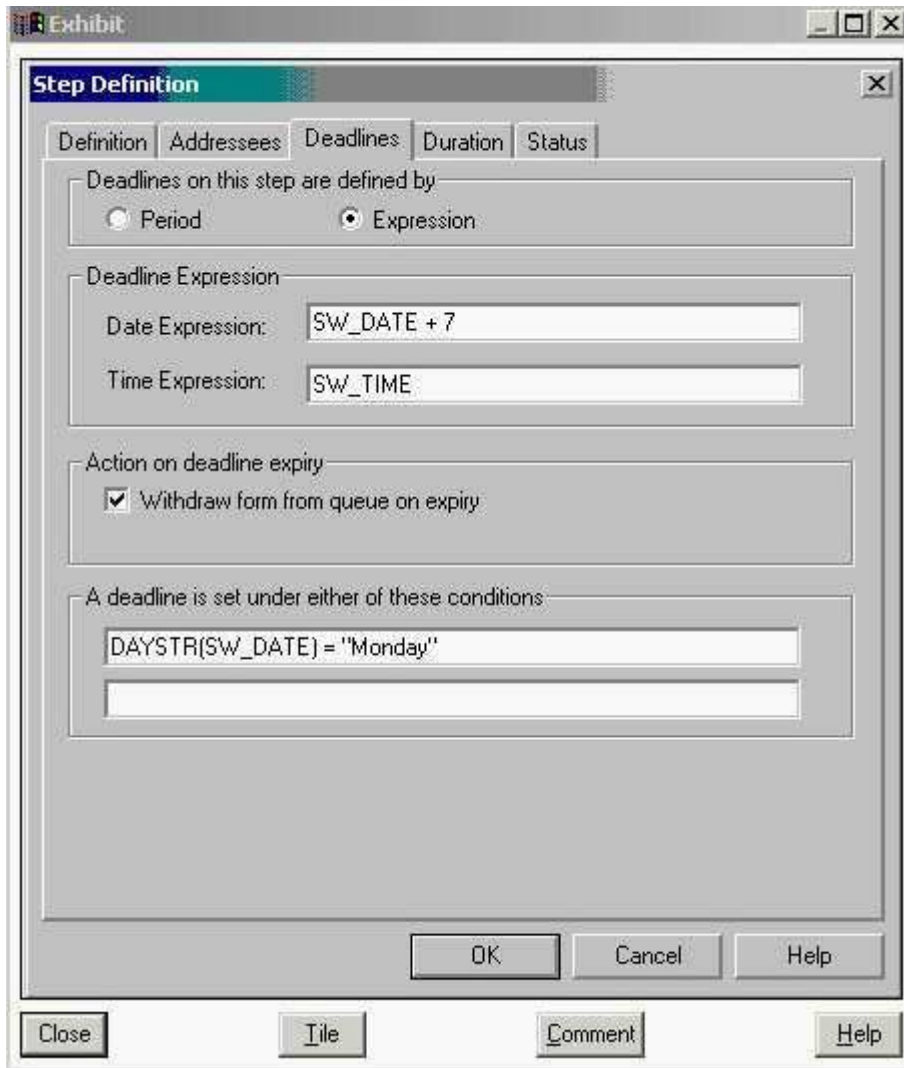 Exhibit
Step Definition
Definition Addressees Deadlines Duration Status
Deadlines on this step are defined by
Period Expression
Deadline Expression
Date Expression: SW_DATE + 7
Time Expression: SW_TIME
Action on deadline expiry
Withdraw form from queue on expiry
A deadline is set under either of these conditions
DAYSTR(SW_DATE) = "Monday"
OK Cancel Help
Close Tile Comment Help